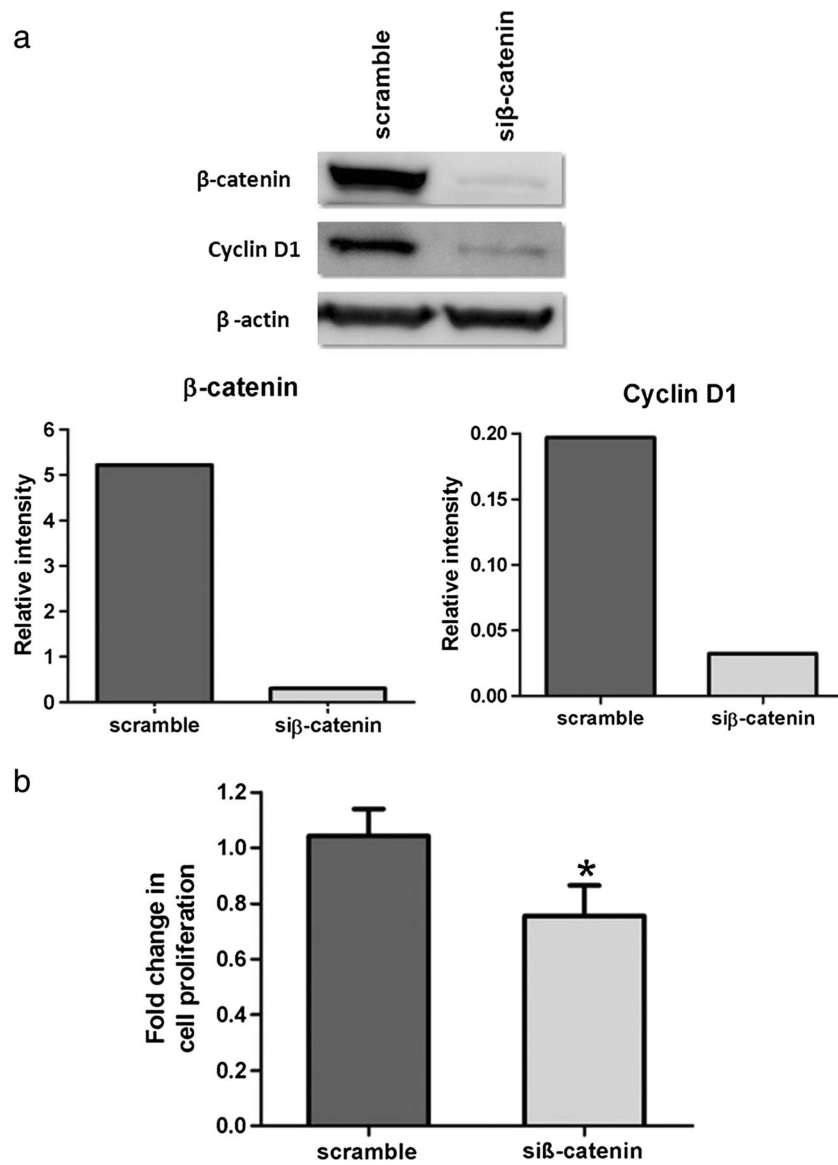 a
scramble
siβ-catenin
β-catenin
Cyclin D1
β -actin
β-catenin
Relative intensity
6
5
4
3
2
1
0
scramble
siβ-catenin
Cyclin D1
Relative intensity
0.20
0.15
0.10
0.05
0.00
scramble
siβ-catenin
b
Fold change in
cell proliferation
1.2
1.0
0.8
0.6
0.4
0.2
0.0
*
scramble
siß-catenin